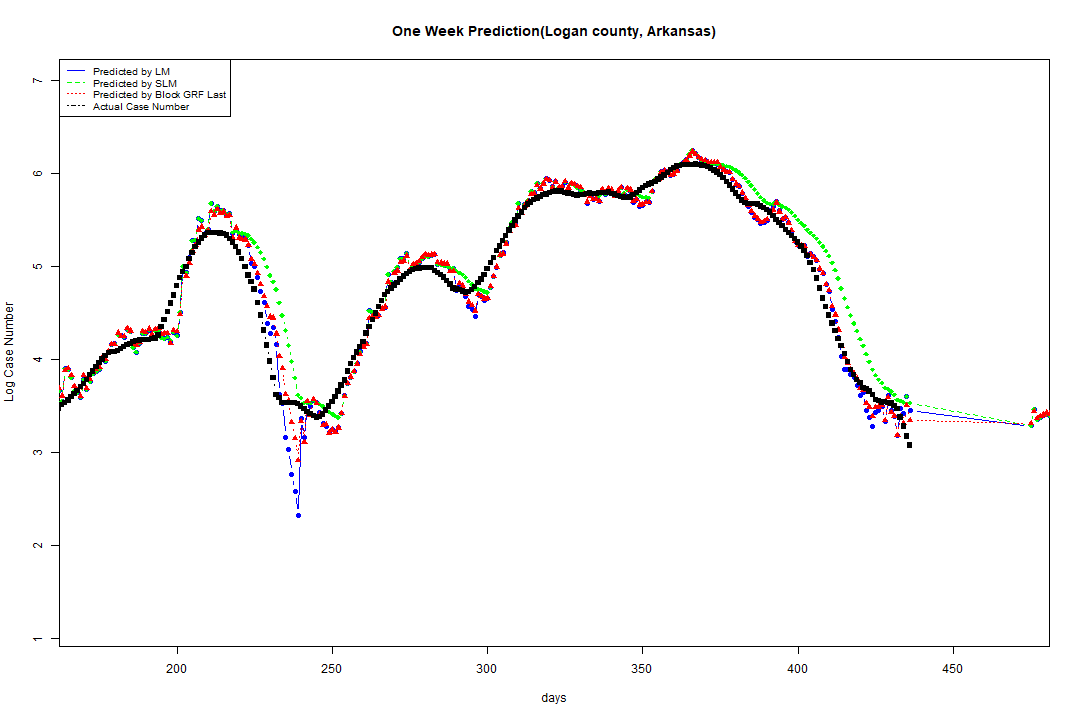 One Week Prediction(Logan county, Arkansas)
Predicted by LM
Predicted by SLM
Predicted by Block GRF Last
Actual Case Number
7
6
5
4
3
2
1
Log Case Number
200 250 300 350 400 450
days